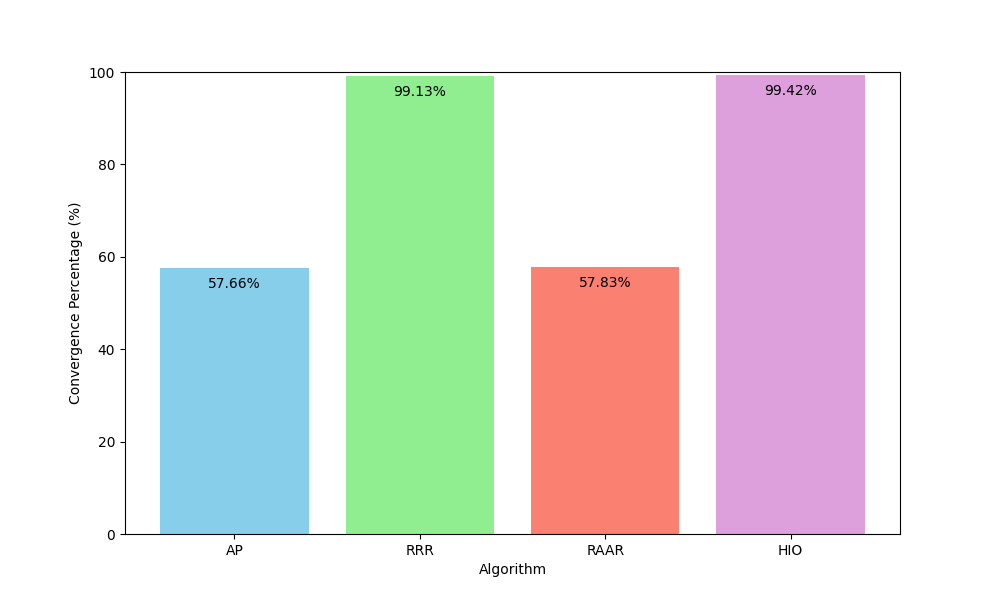 100
80
60
40
20
0
Convergence Percentage (%)
57.66%
99.13%
57.83%
99.42%
AP
RRR
RAAR
HIO
Algorithm